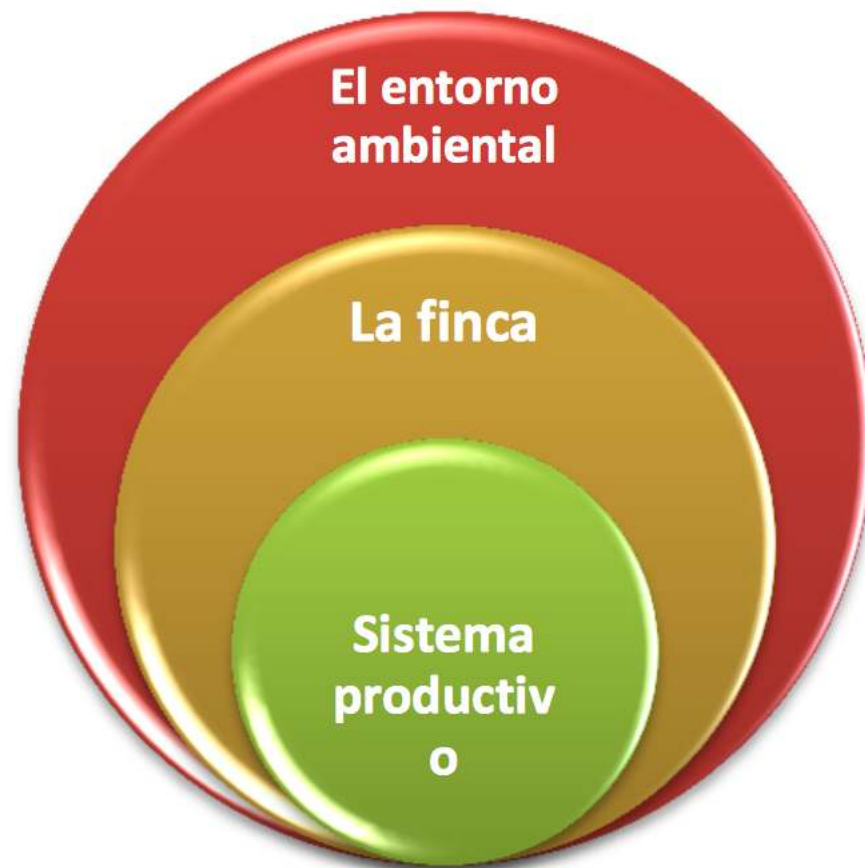 El entorno
ambiental
La finca
Sistema
productiv
o